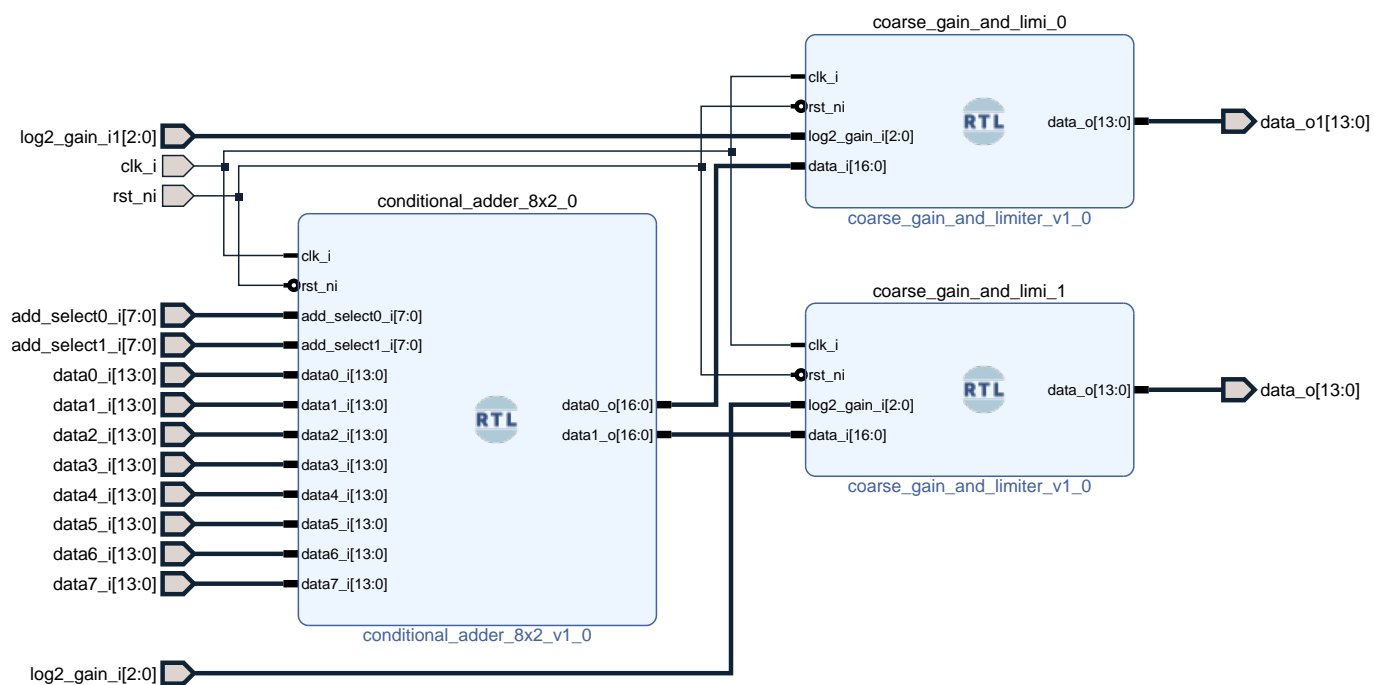 log2_gain_i1[2:0]
clk_i
rst_ni
add_select0_i[7:0]
add_select1_i[7:0]
data0_i[13:0]
data1_i[13:0]
data2_i[13:0]
data3_i[13:0]
data4_i[13:0]
data5_i[13:0]
data6_i[13:0]
data7_i[13:0]
log2_gain_i[2:0]
conditional_adder_8x2_0
clk_i
rst_ni
add_select0_i[7:0]
add_select1_i[7:0]
data0_i[13:0]
data1_i[13:0]
data2_i[13:0]
data3_i[13:0]
data4_i[13:0]
data5_i[13:0]
data6_i[13:0]
data7_i[13:0]
RTL
data0_o[16:0]
data1_o[16:0]
conditional_adder_8x2_v1_0
coarse_gain_and_limi_0
clk_i
rst_ni
log2_gain_i[2:0]
data_i[16:0]
RTL
data_o[13:0]
coarse_gain_and_limiter_v1_0
data_o1[13:0]
coarse_gain_and_limi_1
clk_i
rst_ni
log2_gain_i[2:0]
data_i[16:0]
RTL
data_o[13:0]
coarse_gain_and_limiter_v1_0
data_o[13:0]